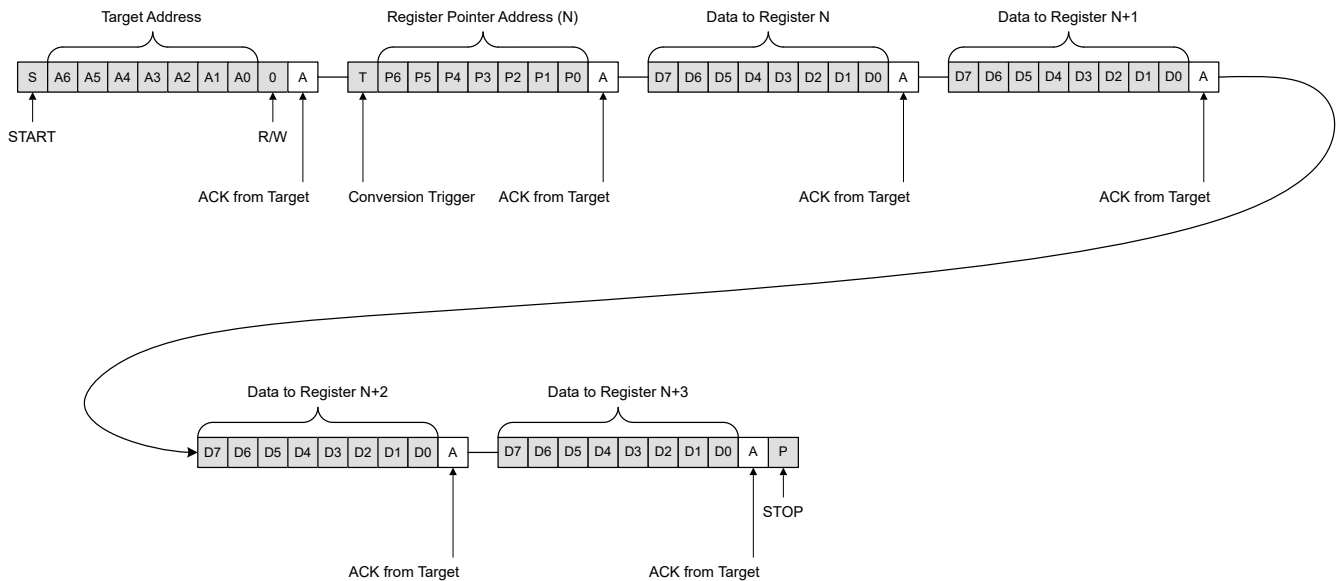 Target Address
Register Pointer Address (N)
Data to Register N
Data to Register N+1
S A6 A5 A4 A3 A2 A1 A0 0 A
T P6 P5 P4 P3 P2 P1 P0 A
D7 D6 D5 D4 D3 D2 D1 D0 A
D7 D6 D5 D4 D3 D2 D1 D0 A
START
R/W
ACK from Target
Conversion Trigger
ACK from Target
ACK from Target
ACK from Target
Data to Register N+2
Data to Register N+3
D7 D6 D5 D4 D3 D2 D1 D0 A
D7 D6 D5 D4 D3 D2 D1 D0 A P
STOP
ACK from Target
ACK from Target